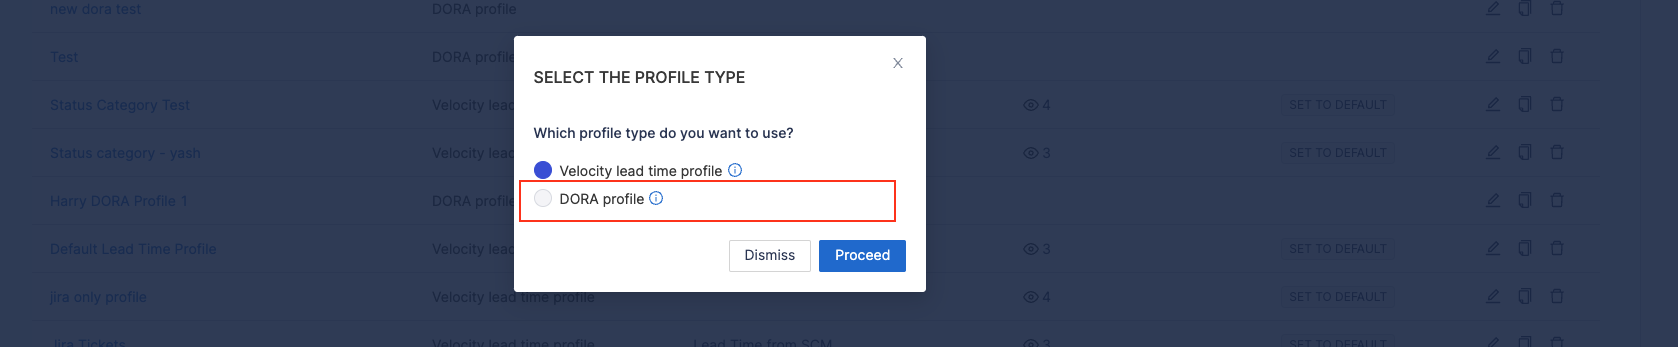 new dora test DORA profile
Test DORA profile
SELECT THE PROFILE TYPE
Status Category Test Velocity lead 4 SET TO DEFAULT
Which profile type do you want to use?
Status category - yash Velocity lead 3 SET TO DEFAULT
Velocity lead time profile
Harry DORA Profile 1 DORA profile
DORA profile
Default Lead Time Profile Velocity lead 3 SET TO DEFAULT
Dismiss Proceed
jira only profile Velocity lead time profile 4 SET TO DEFAULT
Jira Tickets Velocity lead time profile Lead Time from SCM 3 SET TO DEFAULT